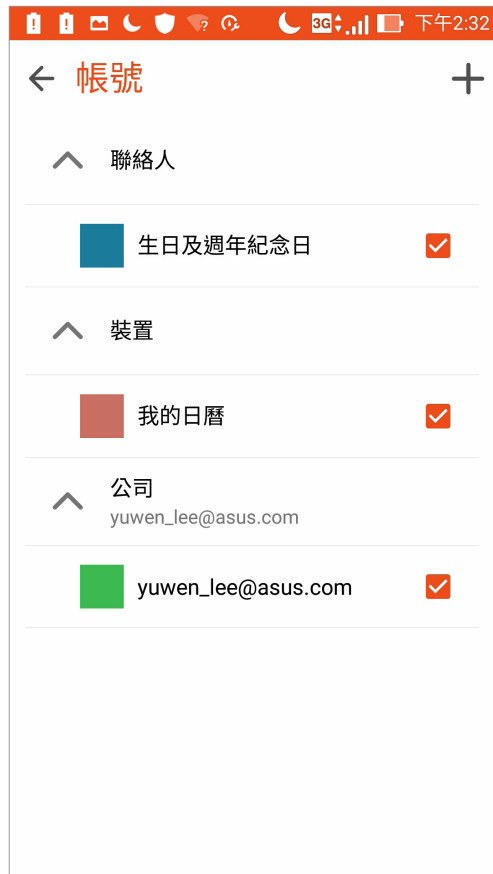 3G 下午2:32
帳號
聯絡人
生日及週年紀念日
裝置
我的日曆
公司
yuwen_lee@asus.com
yuwen_lee@asus.com